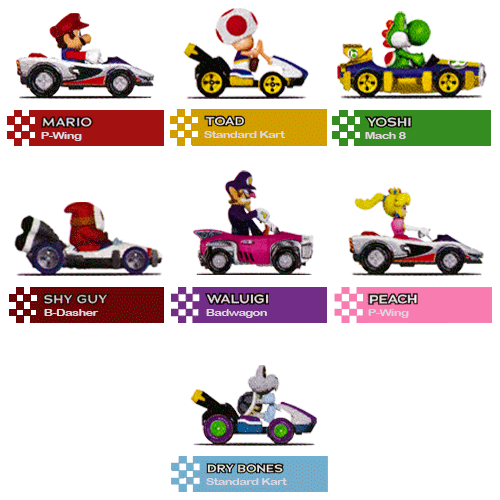 MARIO
P-Wing
TOAD
Standard Kart
YOSHI
Mach 8
SHY GUY
B-Dasher
WALUIGI
Badwagon
PEACH
P-Wing
DRY BONES
Standard Kart